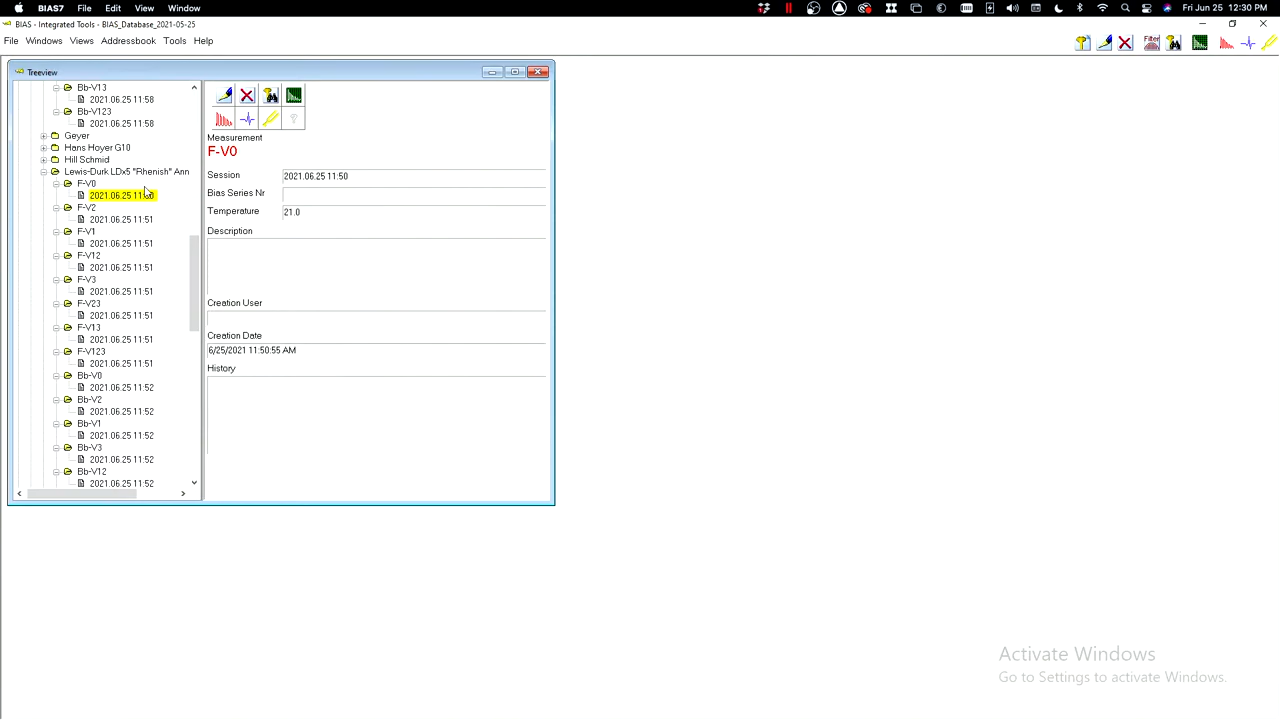 BIAS7 File Edit View Window Fri Jun 25 12:30 PM
BIAS - Integrated Tools - BIAS_Database_2021-05-25
File Windows Views Addressbook Tools Help
Filter
Treeview
Bb-V13
2021.06.25 11:58
Bb-V123
2021.06.25 11:58
Geyer
Hans Hoyer G10
Hill Schmid
Lewis-Durk LDx5 "Rhenish" Ann
F-V0
2021.06.25 11:50
F-V2
2021.06.25 11:51
F-V1
2021.06.25 11:51
F-V12
2021.06.25 11:51
F-V3
2021.06.25 11:51
F-V23
2021.06.25 11:51
F-V13
2021.06.25 11:51
F-V123
2021.06.25 11:51
Bb-V0
2021.06.25 11:52
Bb-V2
2021.06.25 11:52
Bb-V1
2021.06.25 11:52
Bb-V3
2021.06.25 11:52
Bb-V12
2021.06.25 11:52
?
Measurement
F-V0
Session 2021.06.25 11:50
Bias Series Nr
Temperature 21.0
Description
Creation User
Creation Date
6/25/2021 11:50:55 AM
History
Activate Windows
Go to Settings to activate Windows.